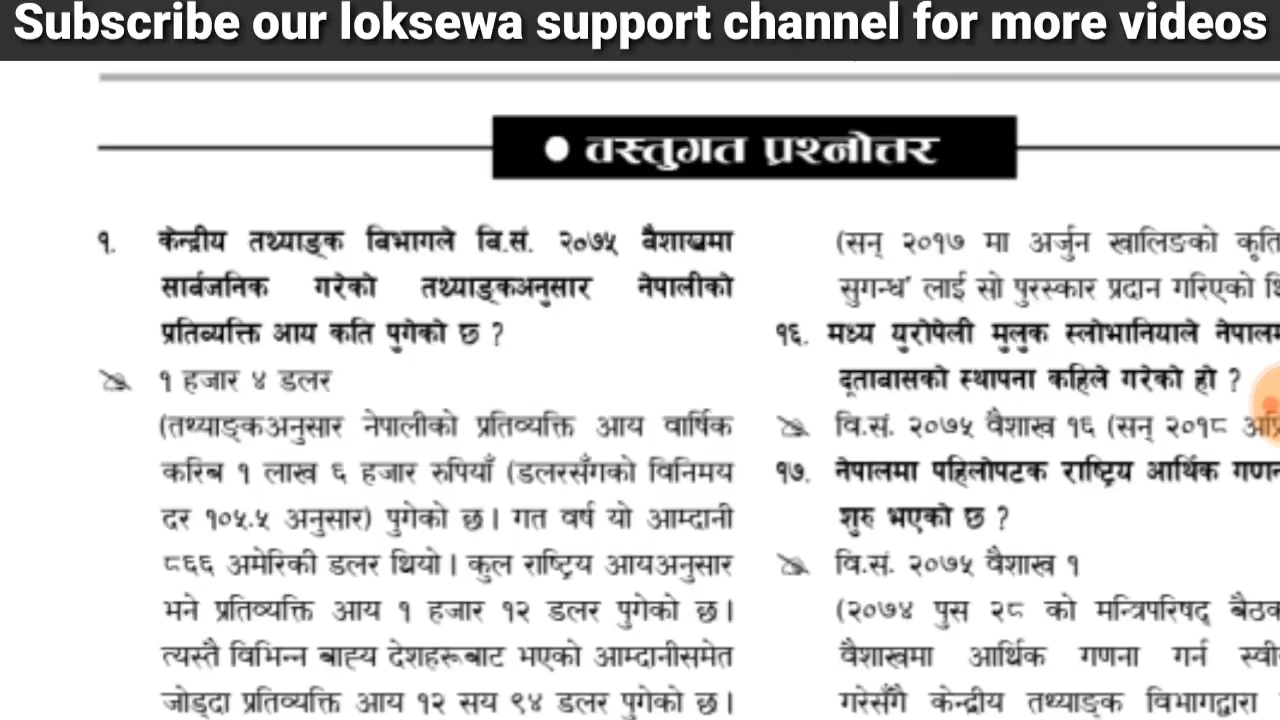 Subscribe our loksewa support channel for more videos
● वस्तुगत प्रश्नोत्तर
१. केन्द्रीय तथ्याङ्क विभागले वि.सं. २०७५ वैशाखमा
सार्वजनिक गरेको तथ्याङ्कअनुसार नेपालीको
प्रतिव्यक्ति आय कति पुगेको छ ?
१ हजार ४ डलर
(तथ्याङ्कअनुसार नेपालीको प्रतिव्यक्ति आय वार्षिक
करिब १ लाख ६ हजार रुपियाँ (डलरसँगको विनिमय
दर १०५.५ अनुसार) पुगेको छ। गत वर्ष यो आम्दानी
८६६ अमेरिकी डलर थियो। कुल राष्ट्रिय आयअनुसार
भने प्रतिव्यक्ति आय १ हजार १२ डलर पुगेको छ।
त्यस्तै विभिन्न बाह्य देशहरूबाट भएको आम्दानीसमेत
जोड्दा प्रतिव्यक्ति आय १२ सय ९४ डलर पुगेको छ।
(सन् २०१७ मा अर्जुन खालिङको कृति
सुगन्ध' लाई सो पुरस्कार प्रदान गरिएको
१६. मध्य युरोपेली मुलुक स्लोभानियाले
दूतावासको स्थापना कहिले गरेको हो ?
वि.सं. २०७५ वैशाख १६ (सन् २०१८
१७. नेपालमा पहिलोपटक राष्ट्रिय आर्थिक
शुरु भएको छ ?
वि.सं. २०७५ वैशाख १
(२०७४ पुस २८ को मन्त्रिपरिषद्
वैशाखमा आर्थिक गणना गर्न
गरेसँगै केन्द्रीय तथ्याङ्क विभागद्वारा